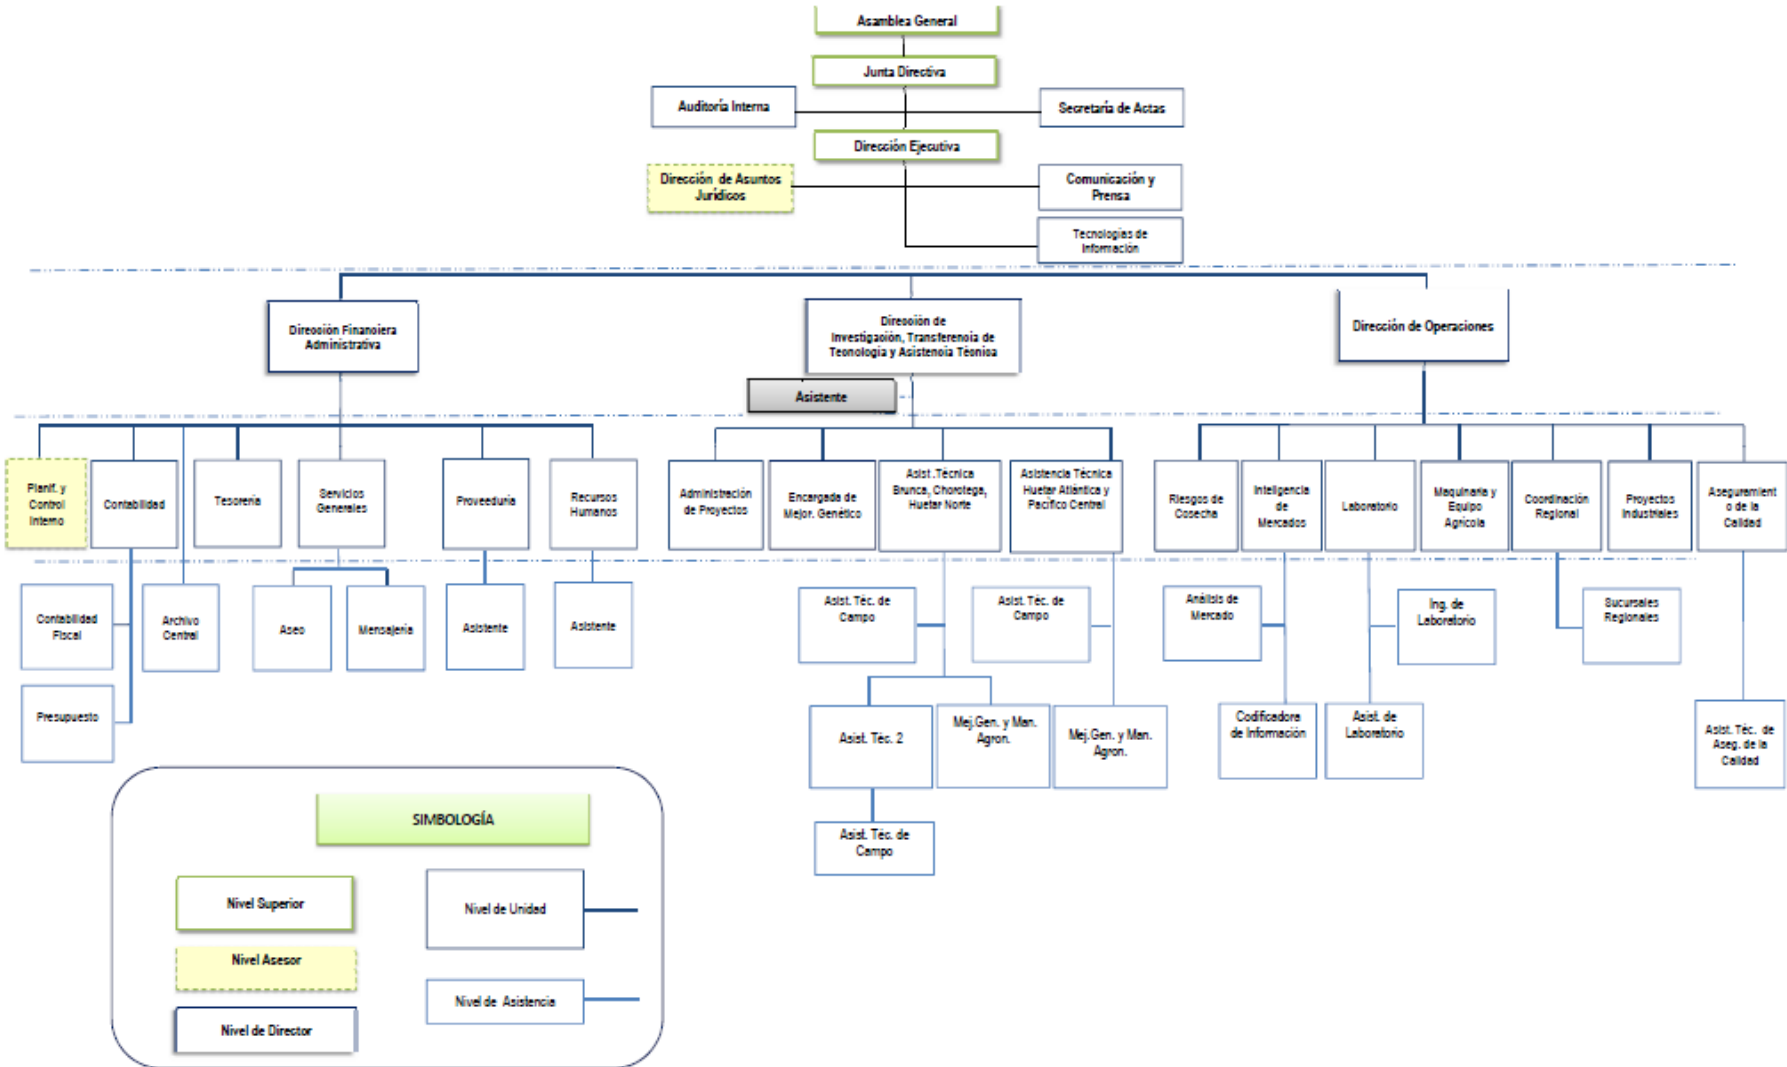 Asamblea General
Junta Directiva
Auditoría Interna
Secretaría de Actas
Dirección Ejecutiva
Dirección de Asuntos
Jurídicos
Comunicación y
Prensa
Tecnologías de
Información
Dirección Financiera
Administrativa
Dirección de
Investigación, Transferencia de
Tecnología y Asistencia Técnica
Dirección de Operaciones
Asistente
Planif. y
Control
Interno
Contabilidad
Tesorería
Servicios
Generales
Proveeduría
Recursos
Humanos
Administración
de Proyectos
Encargada de
Mejor. Genético
Asist .Técnica
Brunca, Chorotega,
Huetar Norte
Asistencia Técnica
Huetar Atlántica y
Pacífico Central
Riesgos de
Cosecha
Inteligencia
de
Mercados
Laboratorio
Maquinaria y
Equipo
Agrícola
Coordinación
Regional
Proyectos
Industriales
Aseguramient
o de la
Calidad
Contabilidad
Fiscal
Archivo
Central
Aseo
Mensajería
Asistente
Asistente
Asist. Téc. de
Campo
Asist. Téc. de
Campo
Análisis de
Mercado
Ing. de
Laboratorio
Sucursales
Regionales
Presupuesto
Asist. Téc. 2
Mej.Gen. y Man.
Agron.
Mej.Gen. y Man.
Agron.
Codificadora
de Información
Asist. de
Laboratorio
Asist. Téc. de
Aseg. de la
Calidad
Asist. Téc. de
Campo
SIMBOLOGÍA
Nivel Superior
Nivel de Unidad
Nivel Asesor
Nivel de Asistencia
Nivel de Director